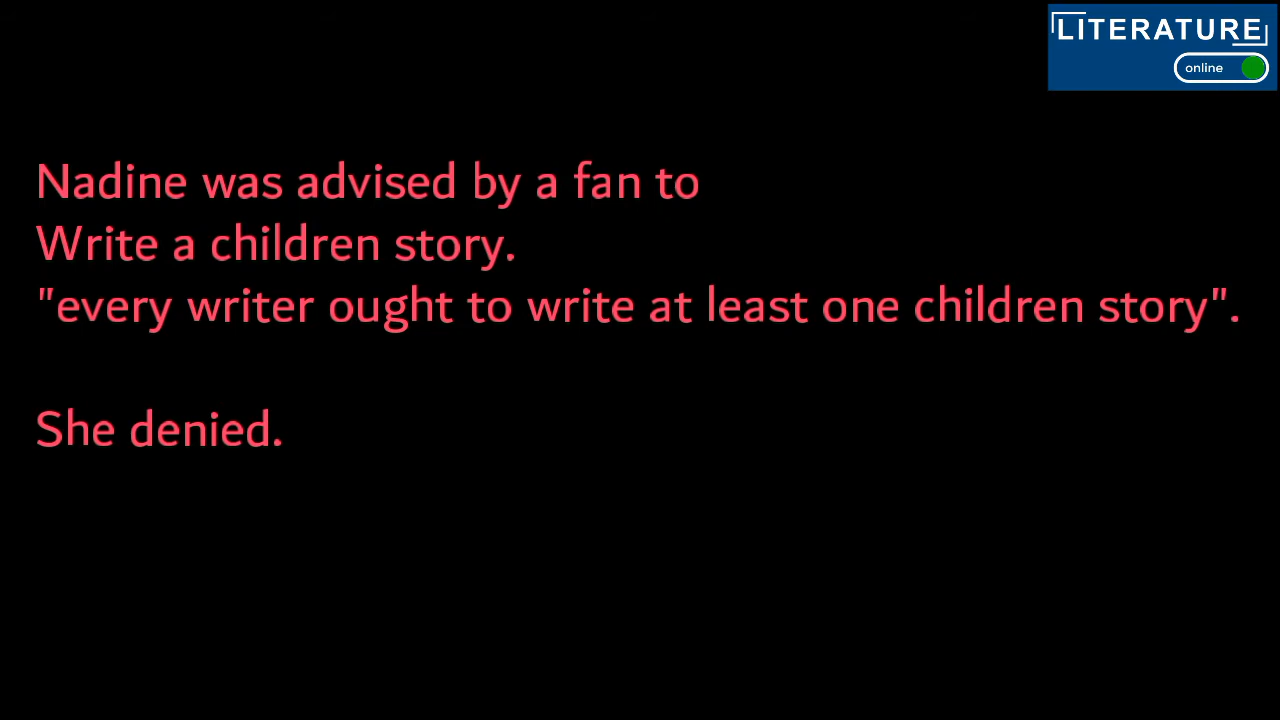 LITERATURE
online
Nadine was advised by a fan to
Write a children story.
"every writer ought to write at least one children story".
She denied.